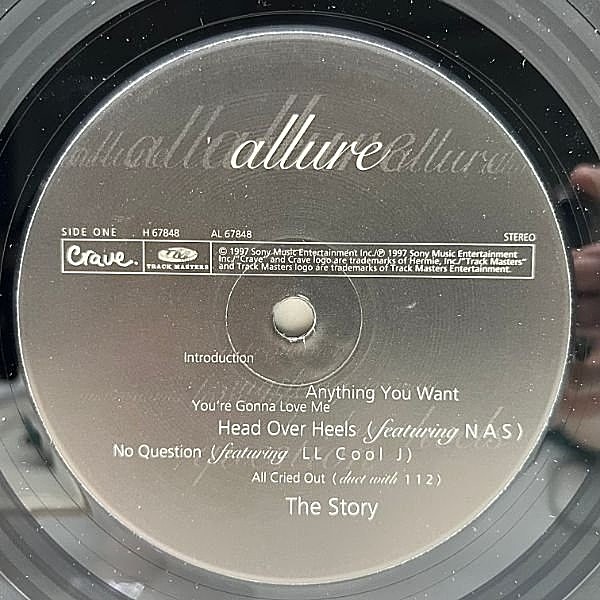 allure
SIDE ONE . H 67848 AL 67848 STEREO
Crave. TRACK MASTERS
© 1997 Sony Music Entertainment Inc./℗ 1997 Sony Music Entertainment
Inc./"Crave" and Crave logo are trademarks of Hermie, Inc./"Track Masters"
and Track Masters logo are trademarks of Track Masters Entertainment.
Introduction
Anything You Want
You're Gonna Love Me
Head Over Heels (featuring NAS)
No Question (featuring LL Cool J)
All Cried Out (duet with 112)
The Story